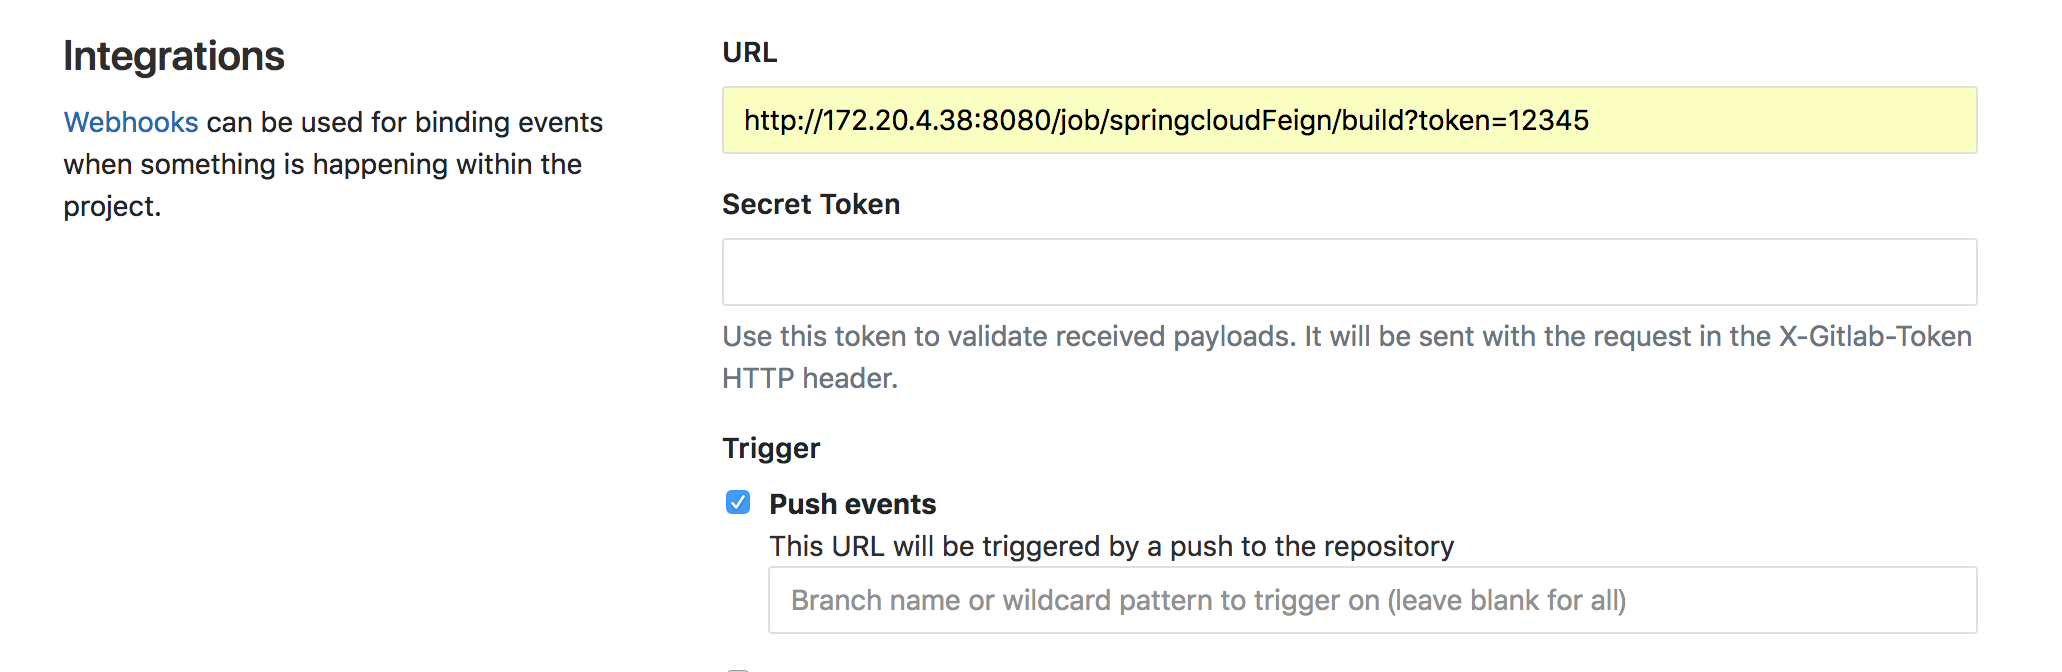 Integrations
Webhooks can be used for binding events
when something is happening within the
project.
URL
http://172.20.4.38:8080/job/springcloudFeign/build?token=12345
Secret Token
Use this token to validate received payloads. It will be sent with the request in the X-Gitlab-Token
HTTP header.
Trigger
Push events
This URL will be triggered by a push to the repository
Branch name or wildcard pattern to trigger on (leave blank for all)